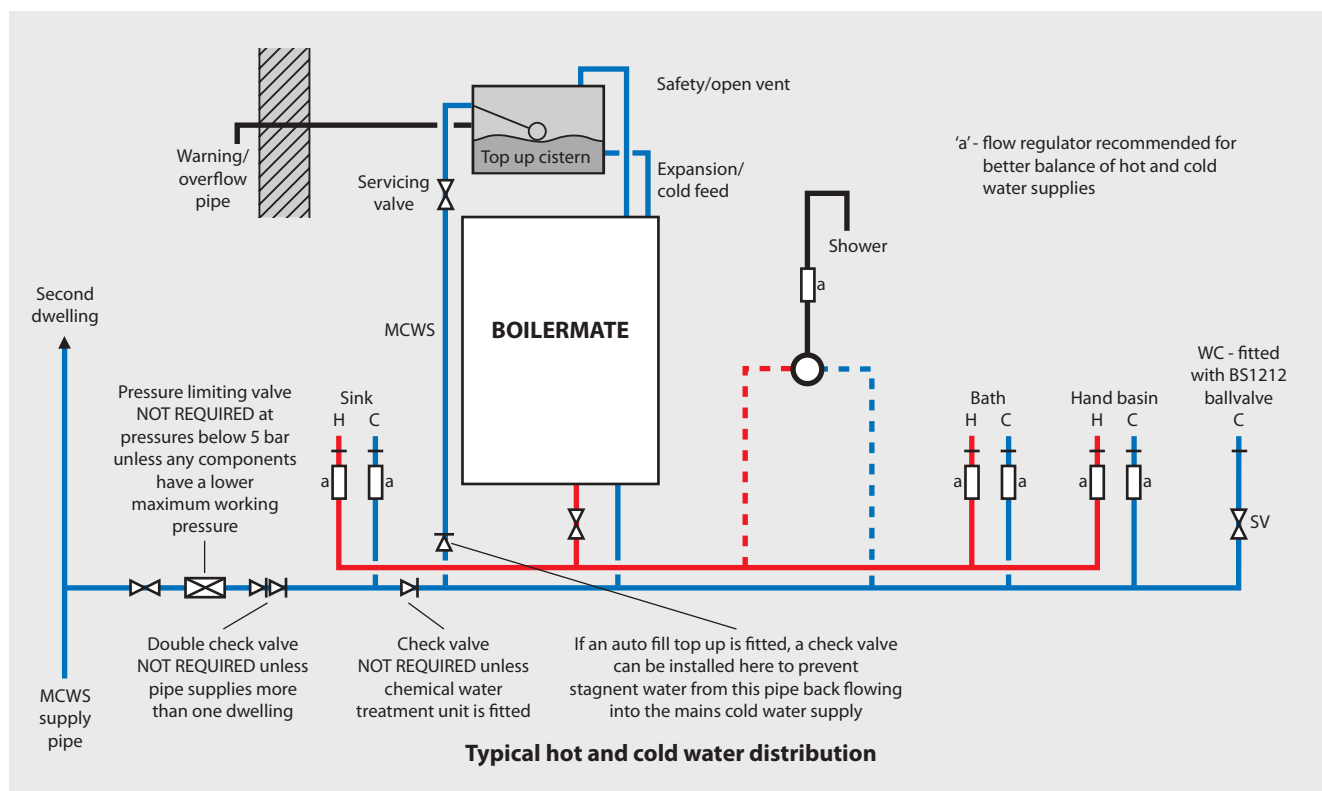 Safety/open vent
'a' - flow regulator recommended for
better balance of hot and cold
water supplies
Warning/
overflow
pipe
Top up cistern
Servicing
valve
Expansion/
cold feed
Shower
a
Second
dwelling
MCWS
BOILERMATE
WC - fitted
with BS1212
ballvalve
C
Pressure limiting valve
NOT REQUIRED at
pressures below 5 bar
unless any components
have a lower
maximum working
pressure
Sink
H C
a a
Bath
H C
a a
Hand basin
H C
a a
SV
Double check valve
NOT REQUIRED unless
pipe supplies more
than one dwelling
Check valve
NOT REQUIRED unless
chemical water
treatment unit is fitted
If an auto fill top up is fitted, a check valve
can be installed here to prevent
stagnent water from this pipe back flowing
into the mains cold water supply
MCWS
supply
pipe
Typical hot and cold water distribution